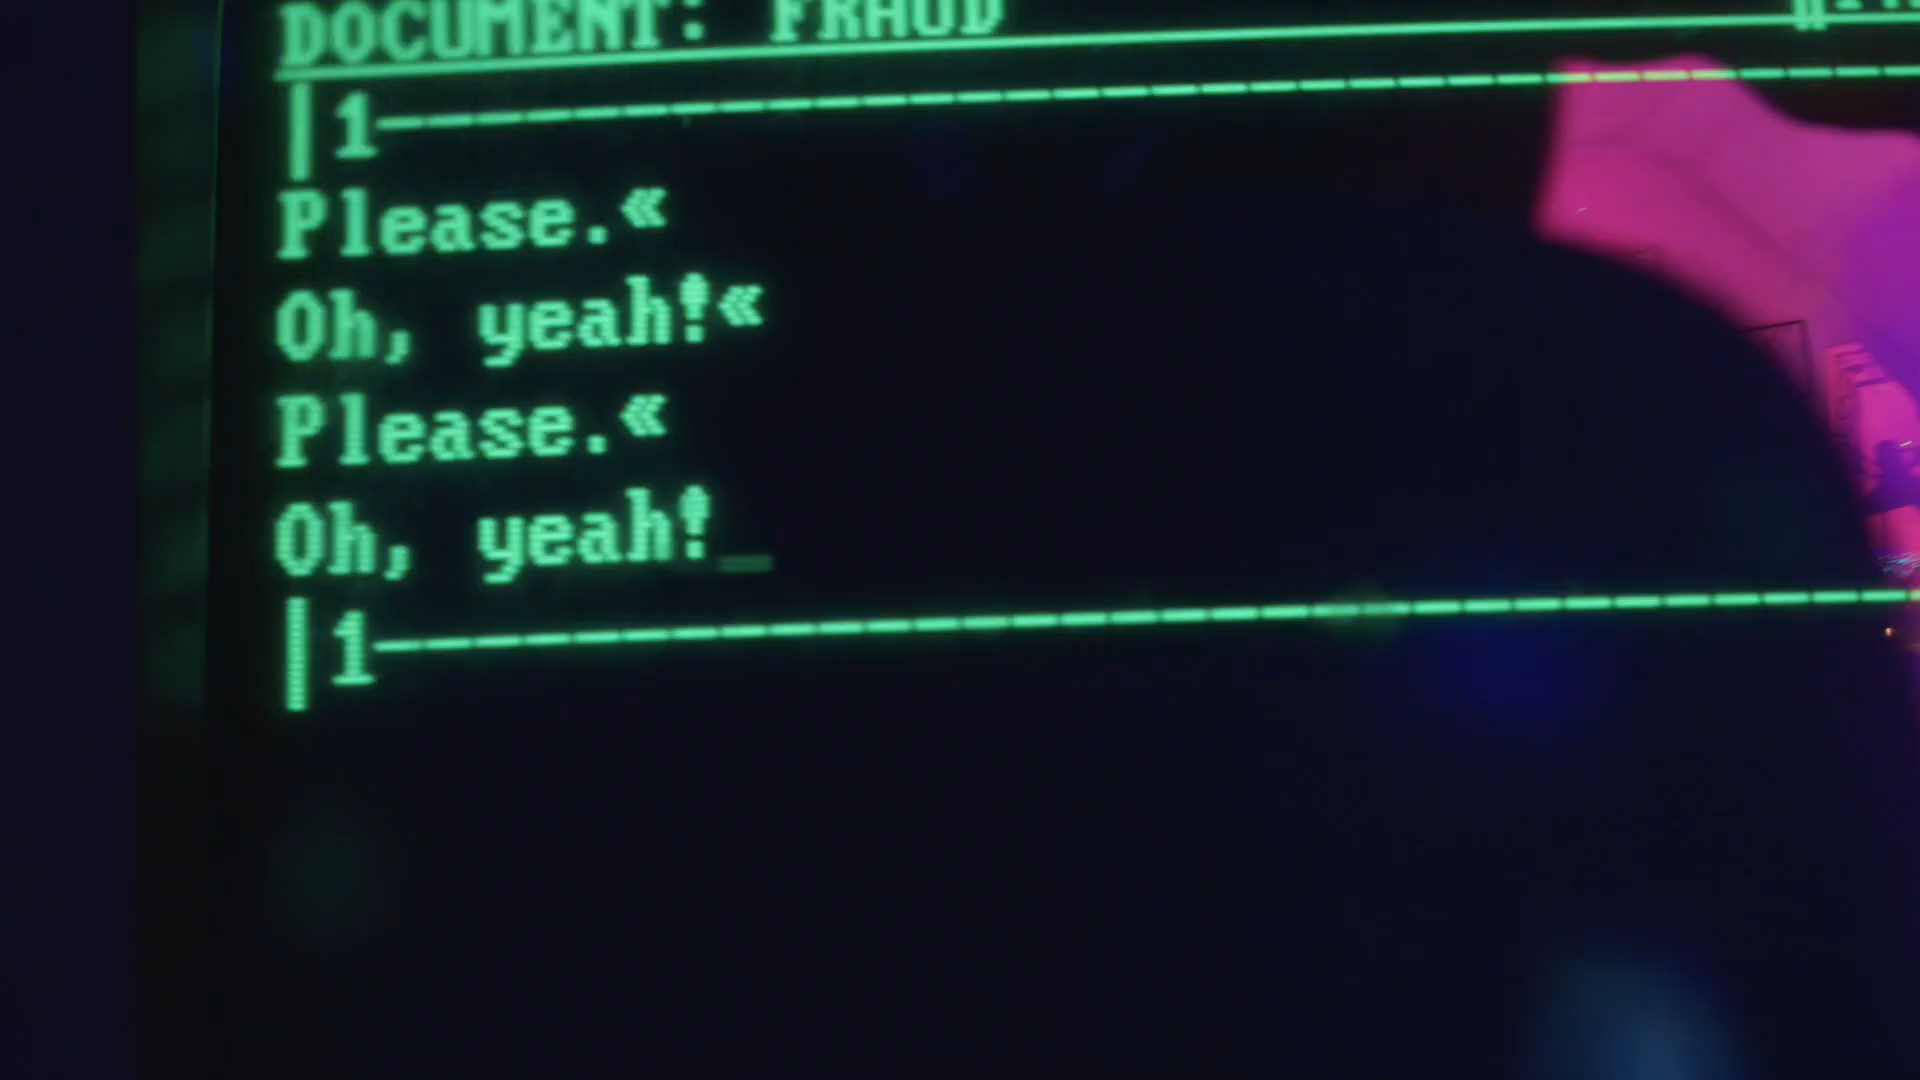 DOCUMENT: FRAUD
|1
Please.«
Oh, yeah!«
Please.«
Oh, yeah!_
|1